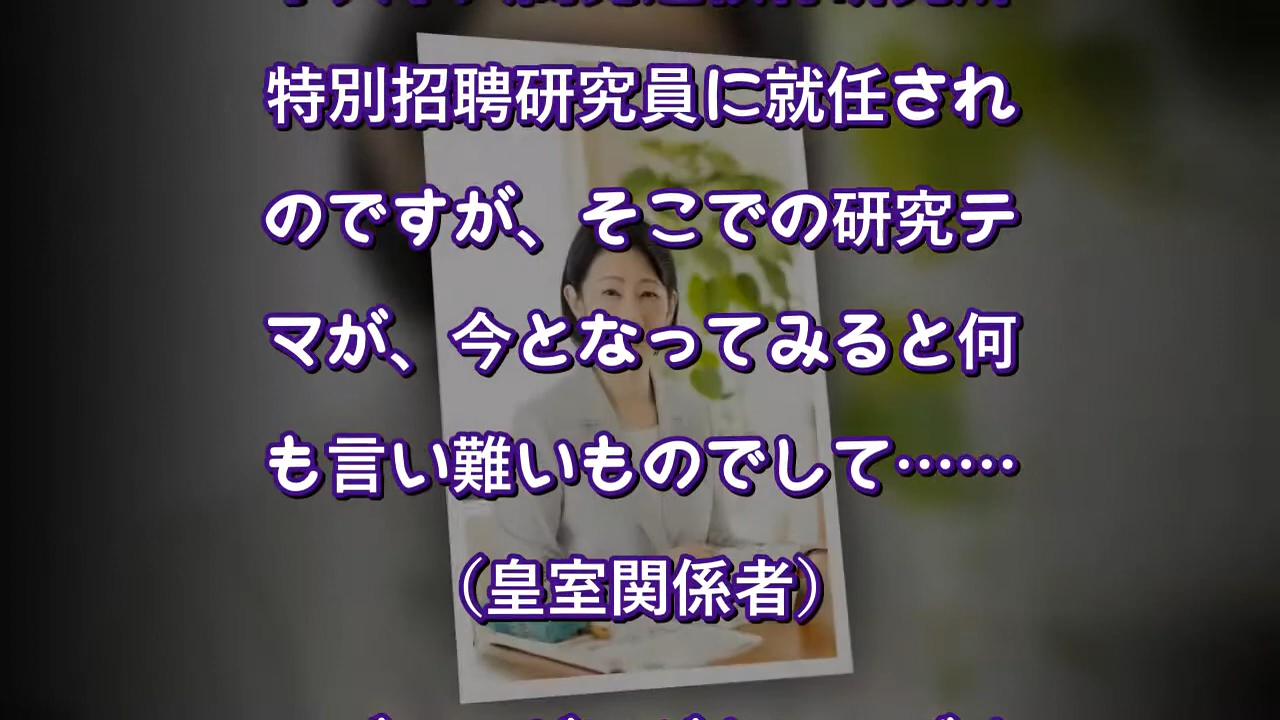 特別招聘研究員に就任され
のですが、そこでの研究テ
マが、今となってみると何
も言い難いものでして……
（皇室関係者）